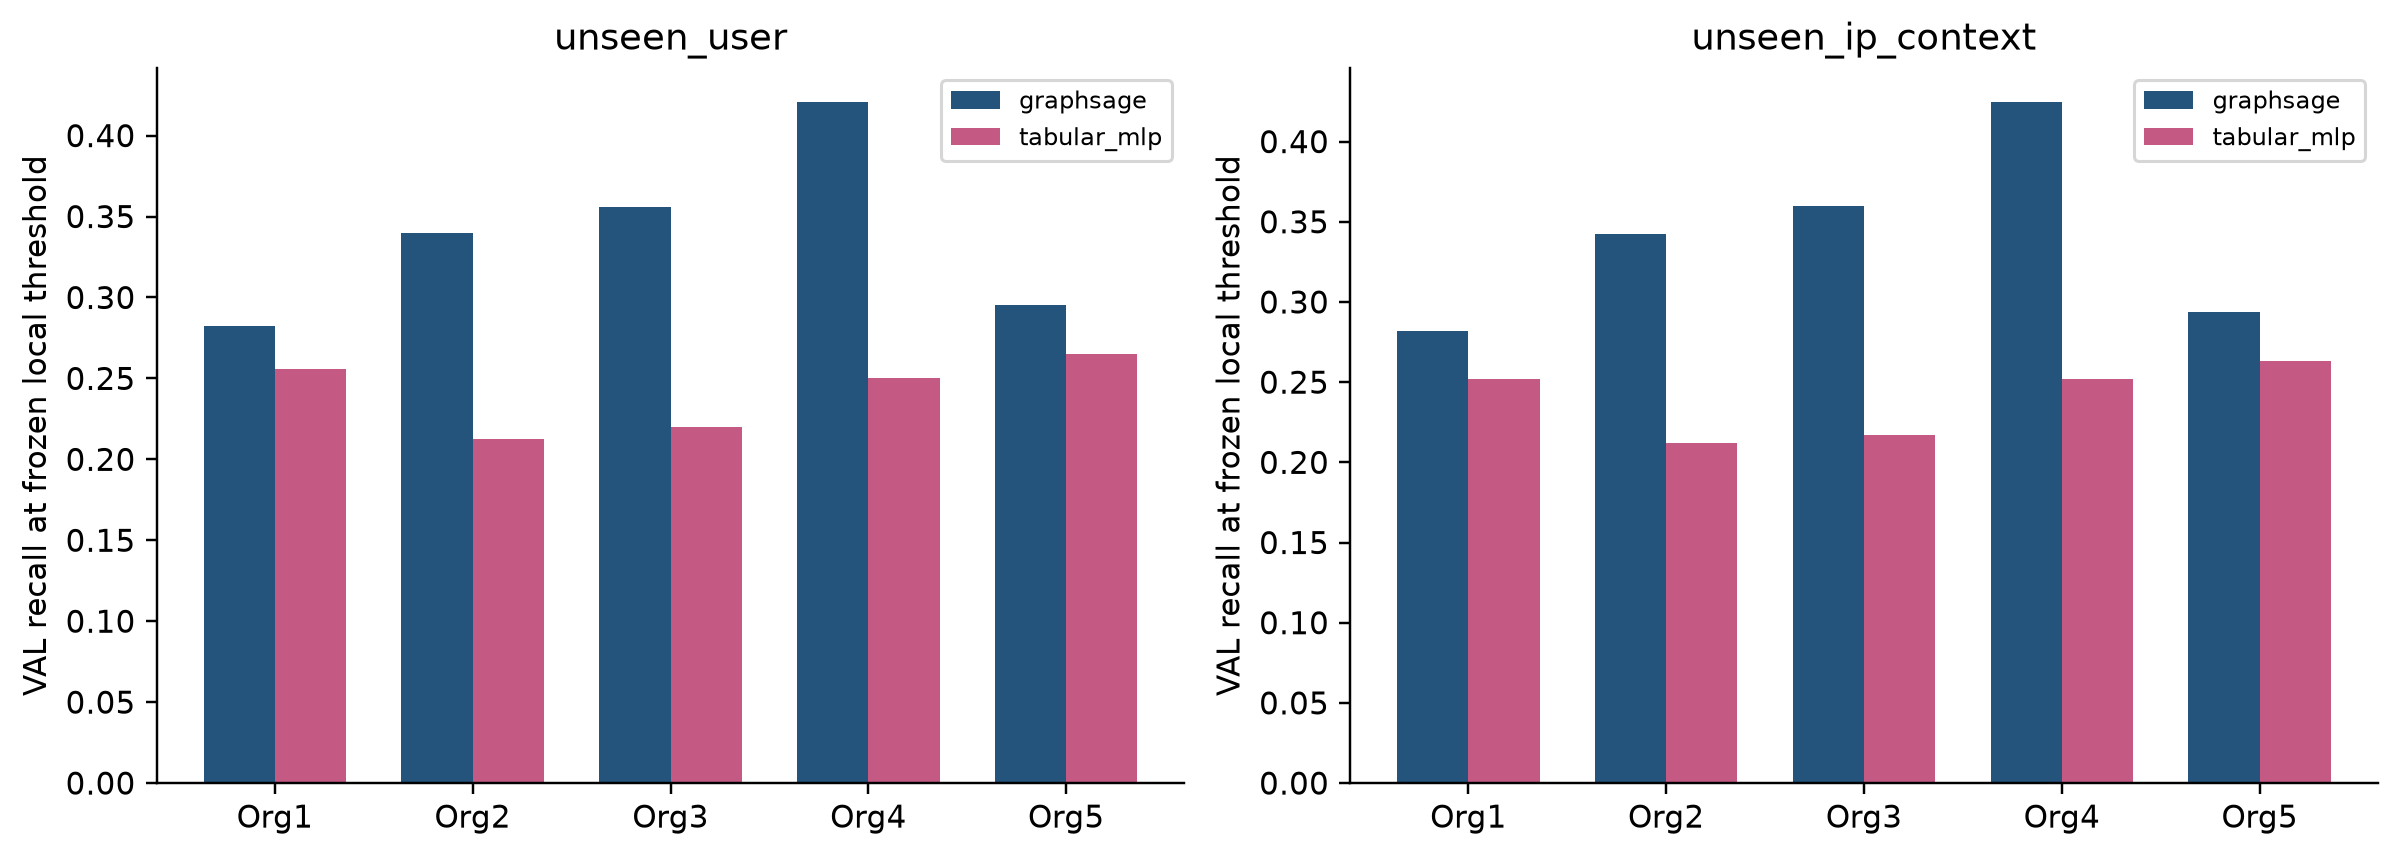 unseen_user
graphsage
tabular_mlp
VAL recall at frozen local threshold
0.40
0.35
0.30
0.25
0.20
0.15
0.10
0.05
0.00
Org1
Org2
Org3
Org4
Org5
unseen_ip_context
graphsage
tabular_mlp
VAL recall at frozen local threshold
0.40
0.35
0.30
0.25
0.20
0.15
0.10
0.05
0.00
Org1
Org2
Org3
Org4
Org5